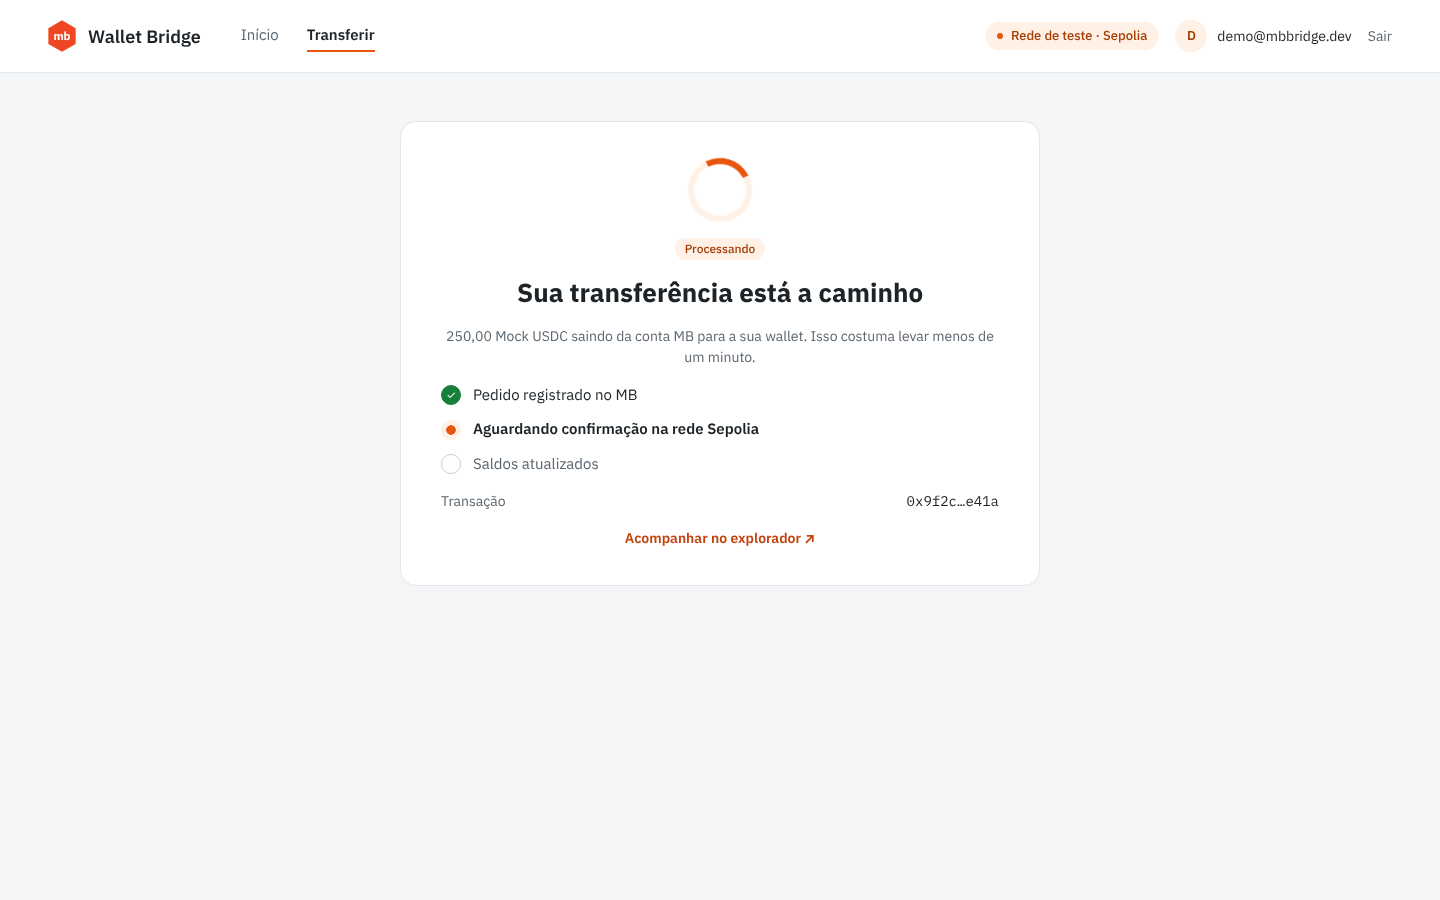 mb Wallet Bridge Início Transferir Rede de teste · Sepolia D demo@mbbridge.dev Sair
Processando
Sua transferência está a caminho
250,00 Mock USDC saindo da conta MB para a sua wallet. Isso costuma levar menos de
um minuto.
Pedido registrado no MB
Aguardando confirmação na rede Sepolia
Saldos atualizados
Transação 0x9f2c…e41a
Acompanhar no explorador ↗